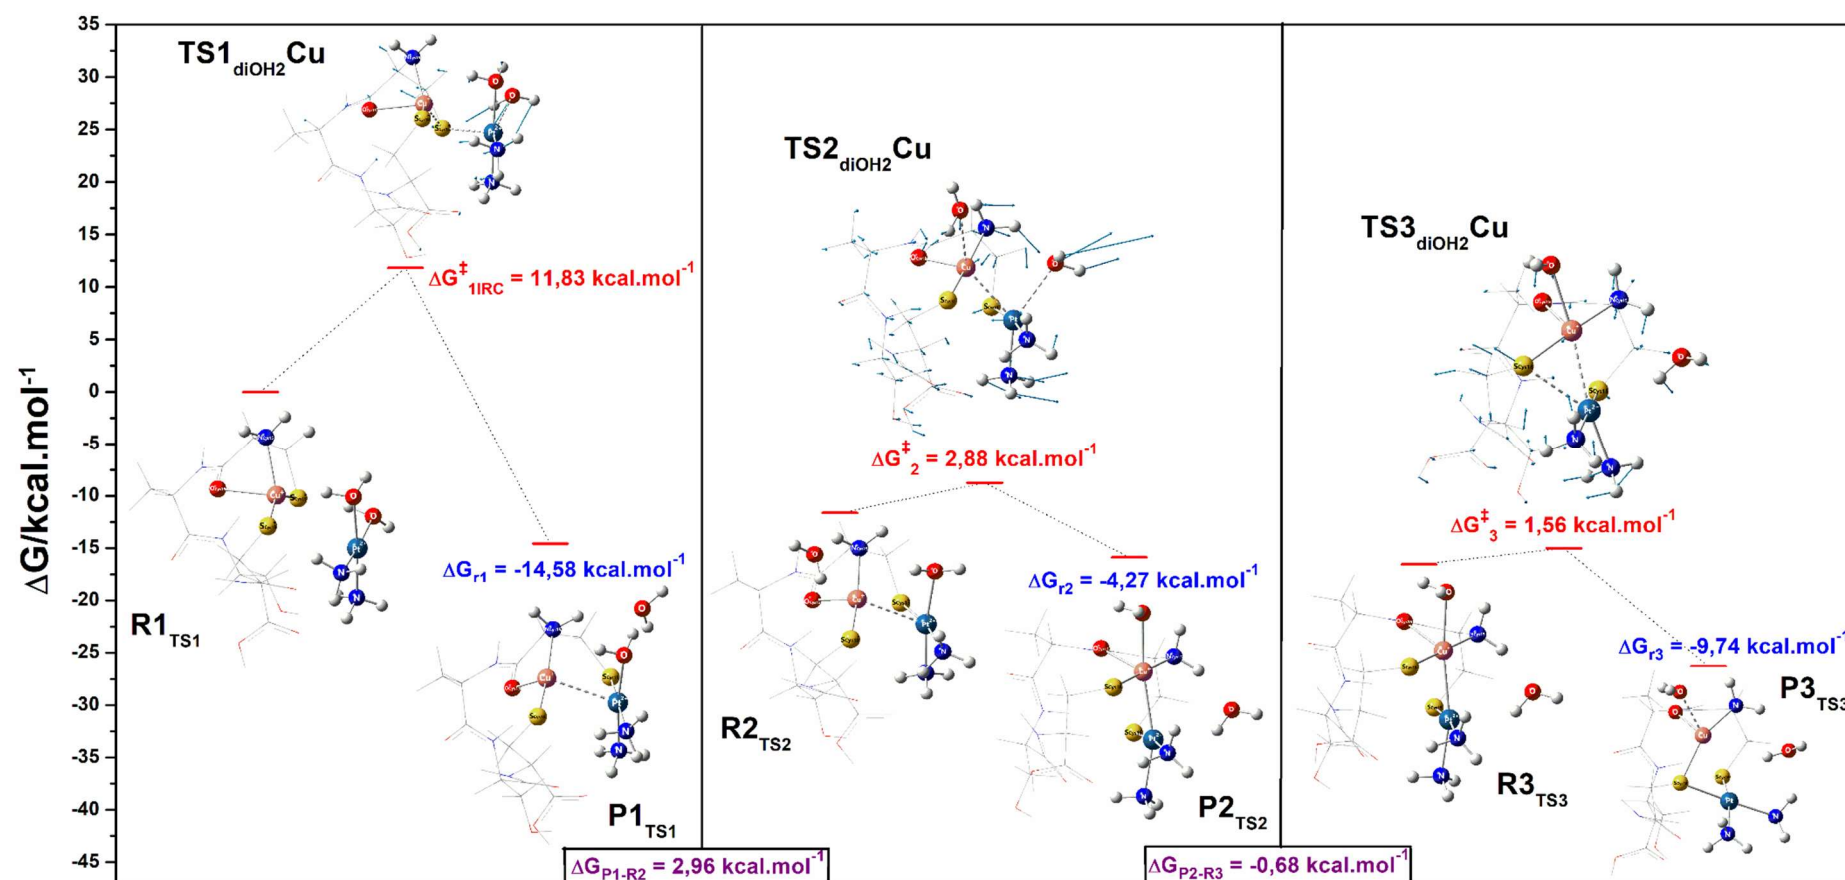 ΔG/kcal.mol⁻¹
35
30
25
20
15
10
5
0
-5
-10
-15
-20
-25
-30
-35
-40
-45
TS1diOH2Cu
ΔG‡1IRC = 11,83 kcal.mol⁻¹
R1TS1
ΔGr1 = -14,58 kcal.mol⁻¹
P1TS1
ΔGP1-R2 = 2,96 kcal.mol⁻¹
TS2diOH2Cu
ΔG‡2 = 2,88 kcal.mol⁻¹
R2TS2
ΔGr2 = -4,27 kcal.mol⁻¹
P2TS2
ΔGP2-R3 = -0,68 kcal.mol⁻¹
TS3diOH2Cu
ΔG‡3 = 1,56 kcal.mol⁻¹
R3TS3
ΔGr3 = -9,74 kcal.mol⁻¹
P3TS3